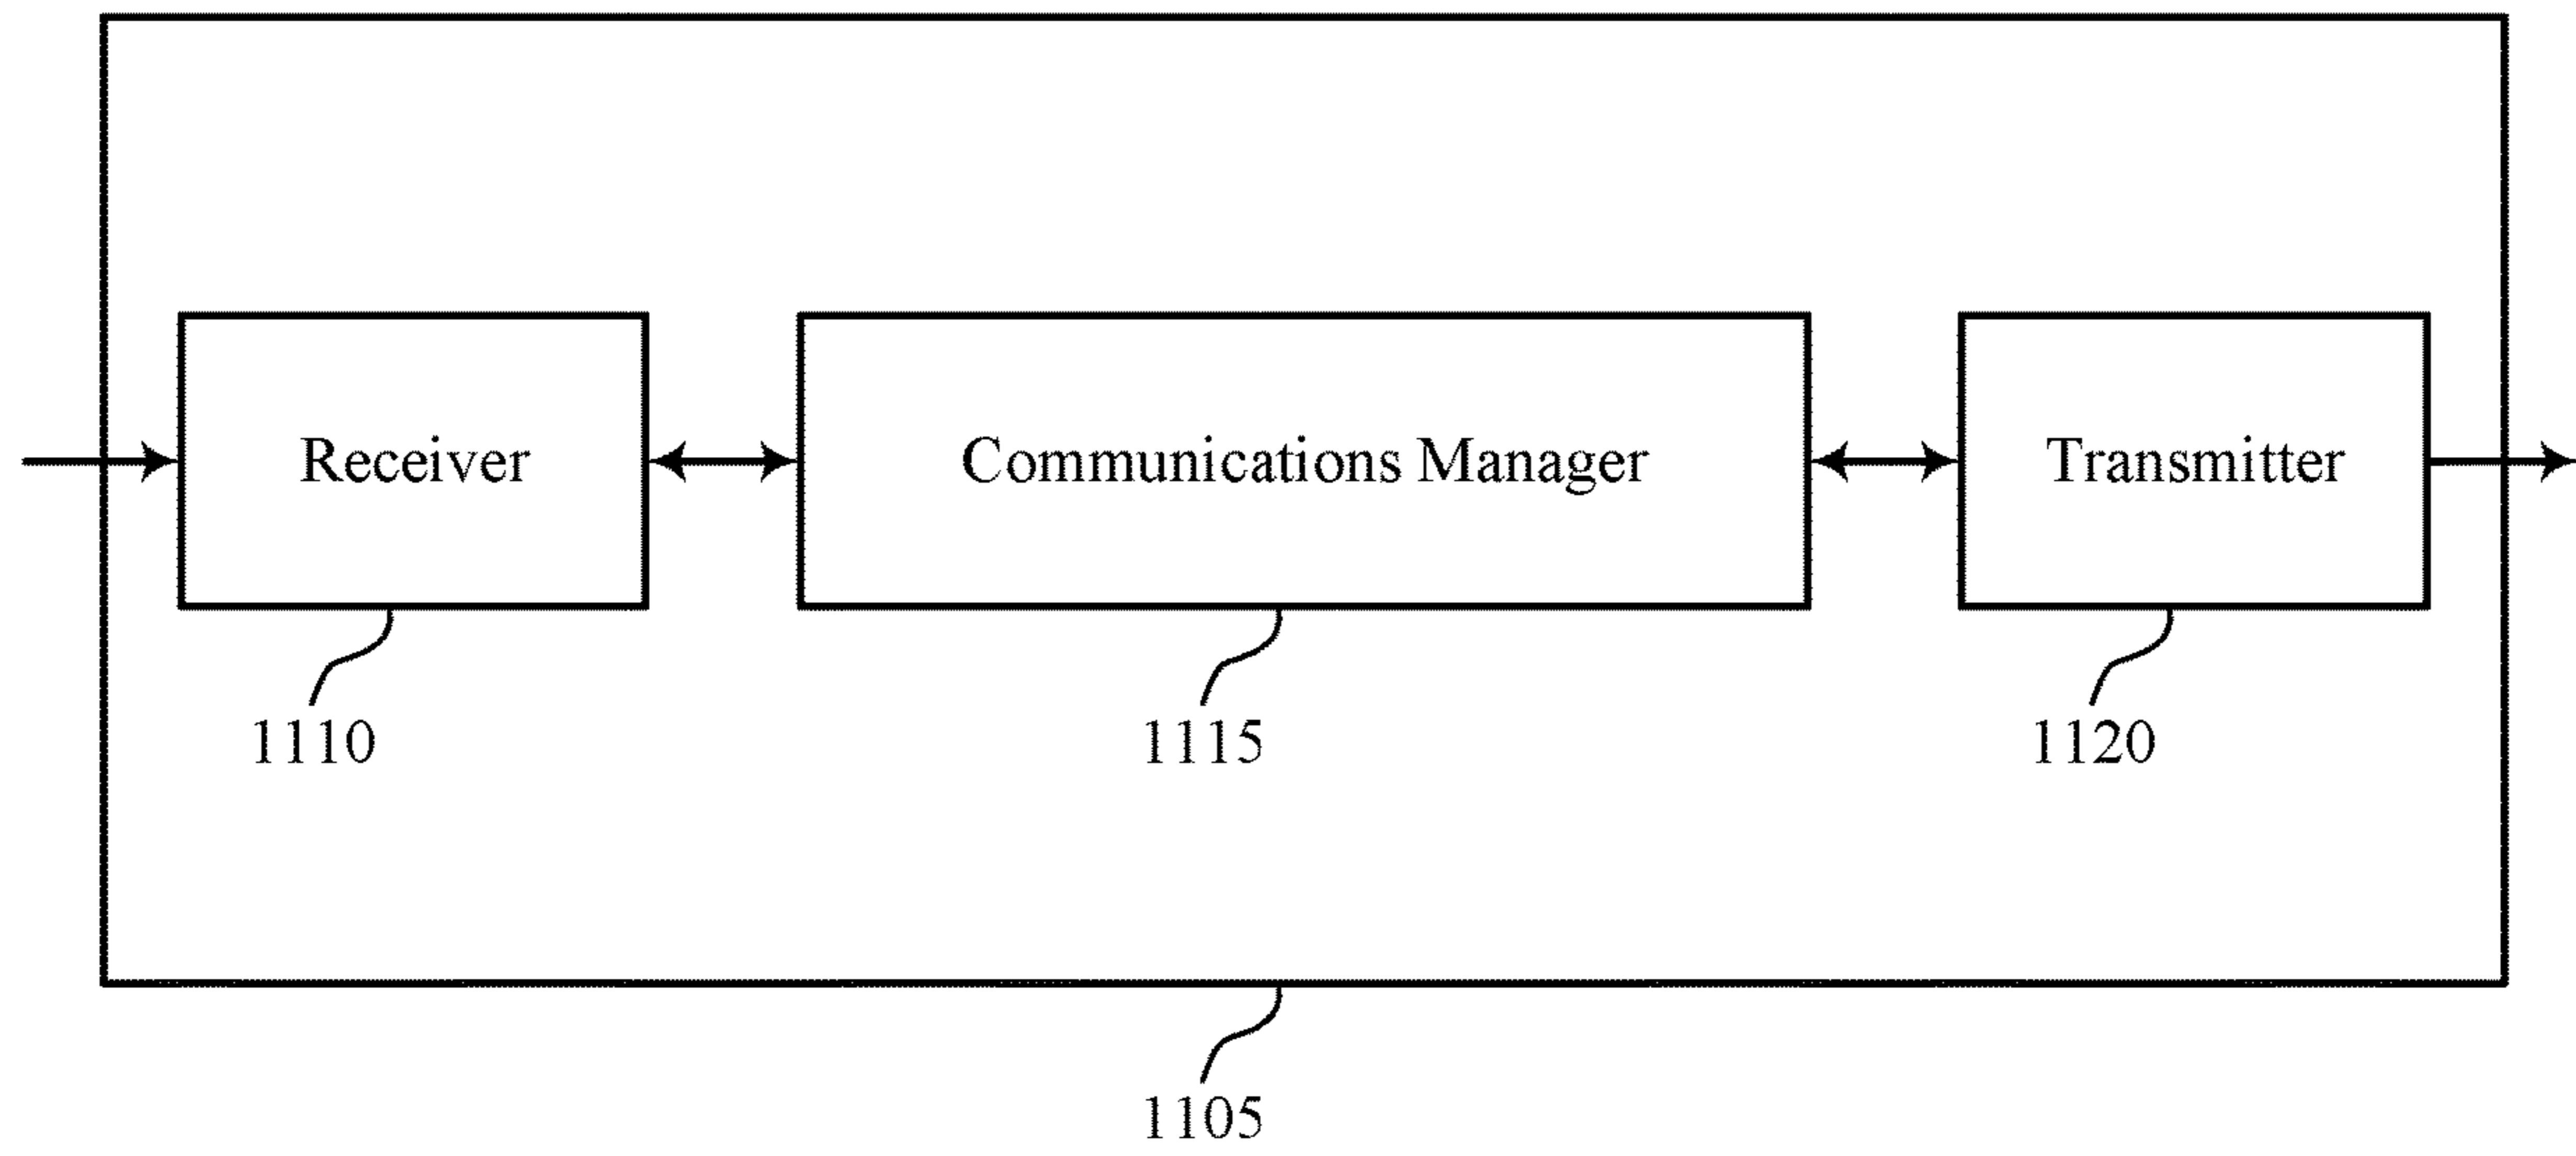 Receiver
Communications Manager
Transmitter
1110
1115
1120
1105